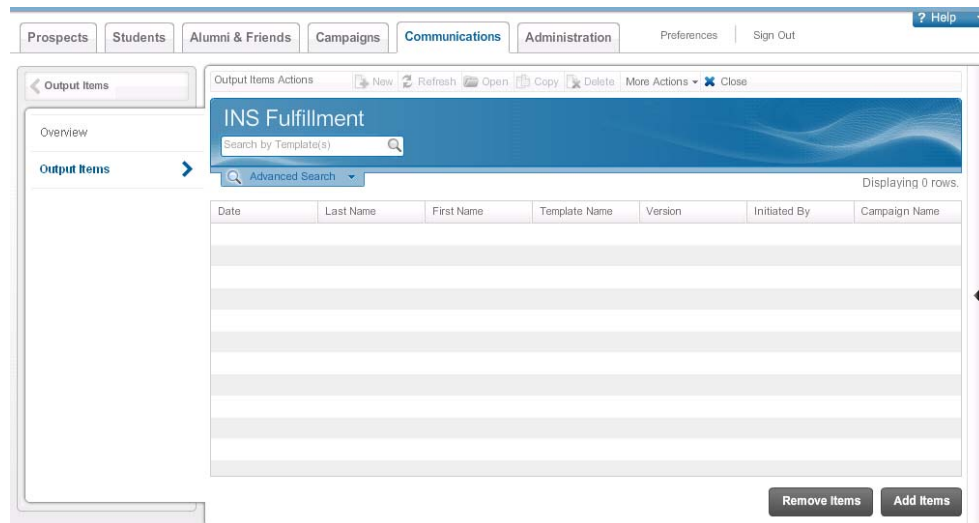 ? Help
Prospects Students Alumni & Friends Campaigns Communications Administration Preferences Sign Out
Output Items
Output Items Actions New Refresh Open Copy Delete More Actions Close
Overview
Output Items
INS Fulfillment
Search by Template(s)
Advanced Search
Displaying 0 rows.
Date Last Name First Name Template Name Version Initiated By Campaign Name
Remove Items Add Items